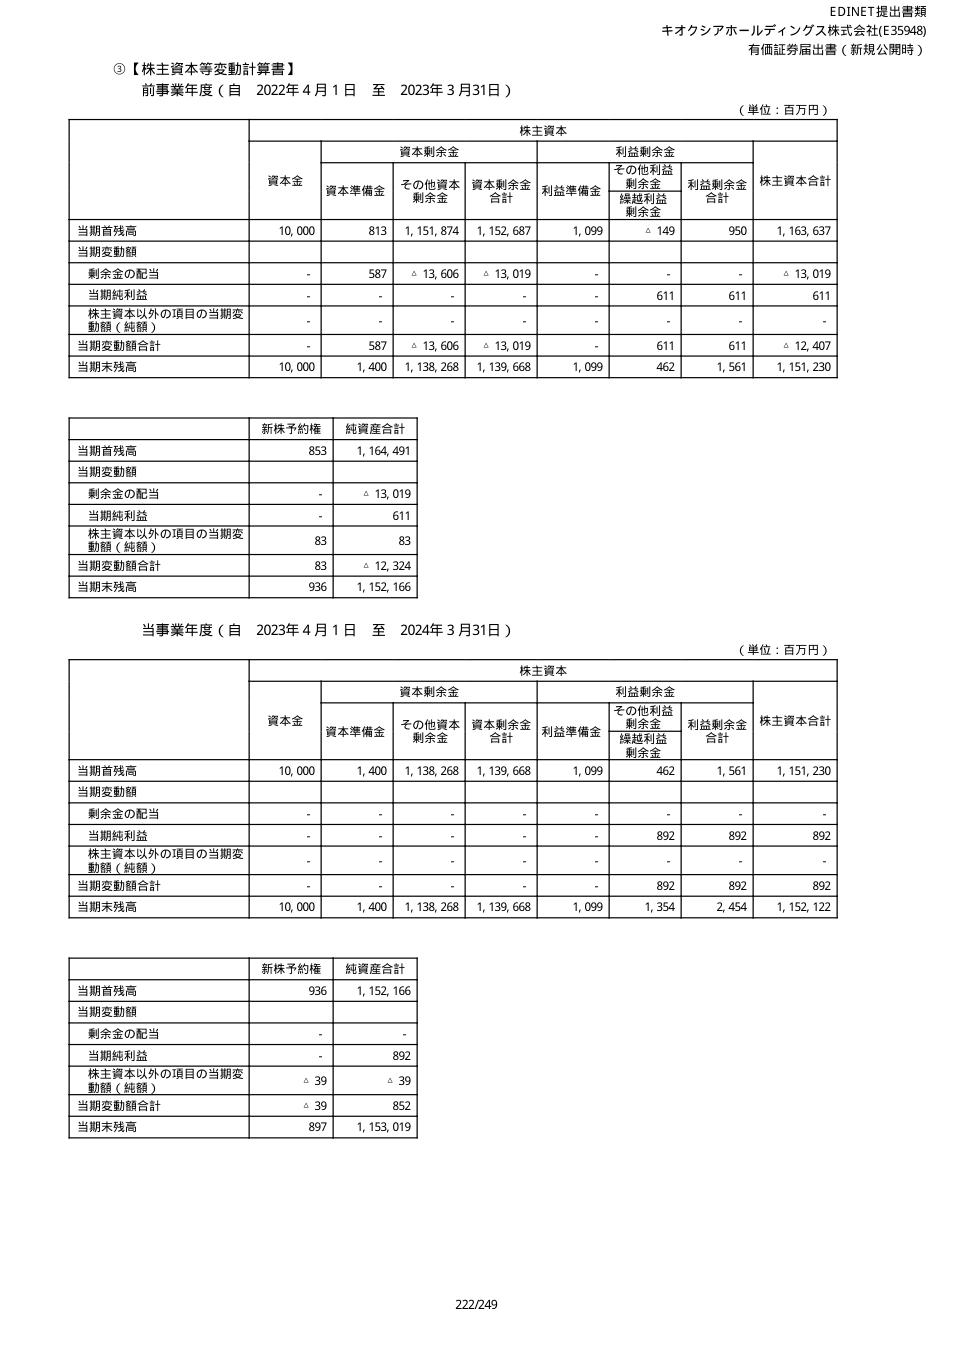 EDINET提出書類
キオクシアホールディングス株式会社(E35948)
有価証券届出書（新規公開時）
③【株主資本等変動計算書】
前事業年度（自　2022年４月１日　至　2023年３月31日）
（単位：百万円）
株主資本
資本剰余金 利益剰余金
資本金 資本準備金 その他資本剰余金 資本剰余金合計 利益準備金 その他利益剰余金 利益剰余金合計 株主資本合計
繰越利益剰余金
当期首残高 10,000 813 1,151,874 1,152,687 1,099 △149 950 1,163,637
当期変動額
剰余金の配当 - 587 △13,606 △13,019 - - - △13,019
当期純利益 - - - - - 611 611 611
株主資本以外の項目の当期変動額（純額） - - - - - - - -
当期変動額合計 - 587 △13,606 △13,019 - 611 611 △12,407
当期末残高 10,000 1,400 1,138,268 1,139,668 1,099 462 1,561 1,151,230
新株予約権 純資産合計
当期首残高 853 1,164,491
当期変動額
剰余金の配当 - △13,019
当期純利益 - 611
株主資本以外の項目の当期変動額（純額） 83 83
当期変動額合計 83 △12,324
当期末残高 936 1,152,166
当事業年度（自　2023年４月１日　至　2024年３月31日）
（単位：百万円）
株主資本
資本剰余金 利益剰余金
資本金 資本準備金 その他資本剰余金 資本剰余金合計 利益準備金 その他利益剰余金 利益剰余金合計 株主資本合計
繰越利益剰余金
当期首残高 10,000 1,400 1,138,268 1,139,668 1,099 462 1,561 1,151,230
当期変動額
剰余金の配当 - - - - - - - -
当期純利益 - - - - - 892 892 892
株主資本以外の項目の当期変動額（純額） - - - - - - - -
当期変動額合計 - - - - - 892 892 892
当期末残高 10,000 1,400 1,138,268 1,139,668 1,099 1,354 2,454 1,152,122
新株予約権 純資産合計
当期首残高 936 1,152,166
当期変動額
剰余金の配当 - -
当期純利益 - 892
株主資本以外の項目の当期変動額（純額） △39 △39
当期変動額合計 △39 852
当期末残高 897 1,153,019
222/249